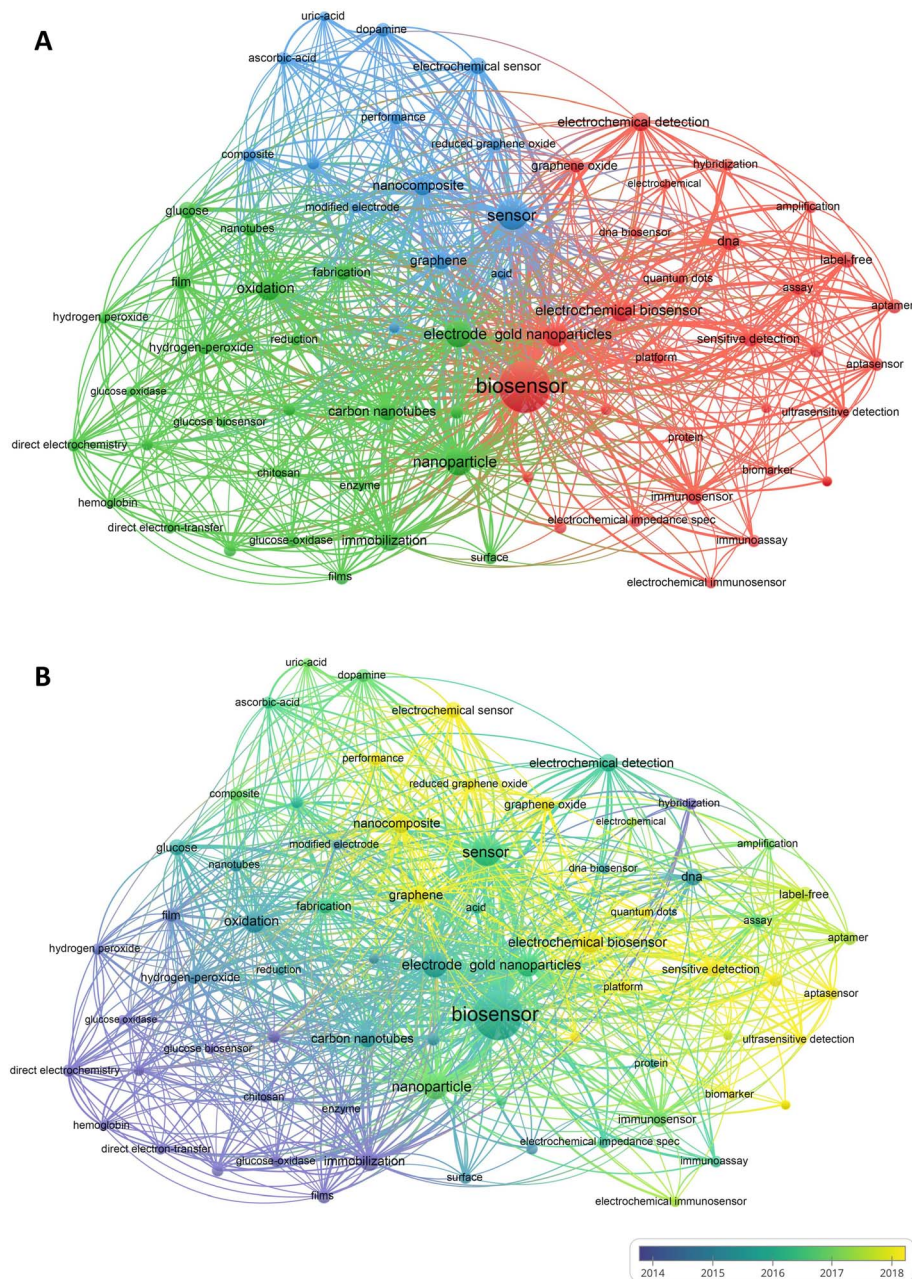 A
uric-acid
dopamine
ascorbic-acid
electrochemical sensor
performance
electrochemical detection
reduced graphene oxide
composite
graphene oxide
hybridization
nanocomposite
electrochemical
modified electrode
glucose
sensor
amplification
nanotubes
dna biosensor
dna
graphene
label-free
fabrication
acid
quantum dots
film
oxidation
assay
aptamer
hydrogen peroxide
electrochemical biosensor
reduction
electrode
gold nanoparticles
sensitive detection
hydrogen-peroxide
platform
aptasensor
glucose oxidase
biosensor
glucose biosensor
carbon nanotubes
ultrasensitive detection
direct electrochemistry
protein
nanoparticle
chitosan
biomarker
enzyme
hemoglobin
immunosensor
direct electron-transfer
electrochemical impedance spec
glucose-oxidase
immobilization
immunoassay
surface
films
electrochemical immunosensor
B
uric-acid
dopamine
ascorbic-acid
electrochemical sensor
performance
electrochemical detection
reduced graphene oxide
composite
graphene oxide
hybridization
nanocomposite
electrochemical
modified electrode
glucose
sensor
amplification
nanotubes
dna biosensor
dna
graphene
label-free
fabrication
acid
quantum dots
film
oxidation
assay
aptamer
hydrogen peroxide
electrochemical biosensor
reduction
electrode
gold nanoparticles
sensitive detection
hydrogen-peroxide
platform
aptasensor
glucose oxidase
biosensor
glucose biosensor
carbon nanotubes
ultrasensitive detection
direct electrochemistry
protein
nanoparticle
chitosan
biomarker
enzyme
hemoglobin
immunosensor
direct electron-transfer
electrochemical impedance spec
glucose-oxidase
immobilization
immunoassay
surface
films
electrochemical immunosensor
2014 2015 2016 2017 2018